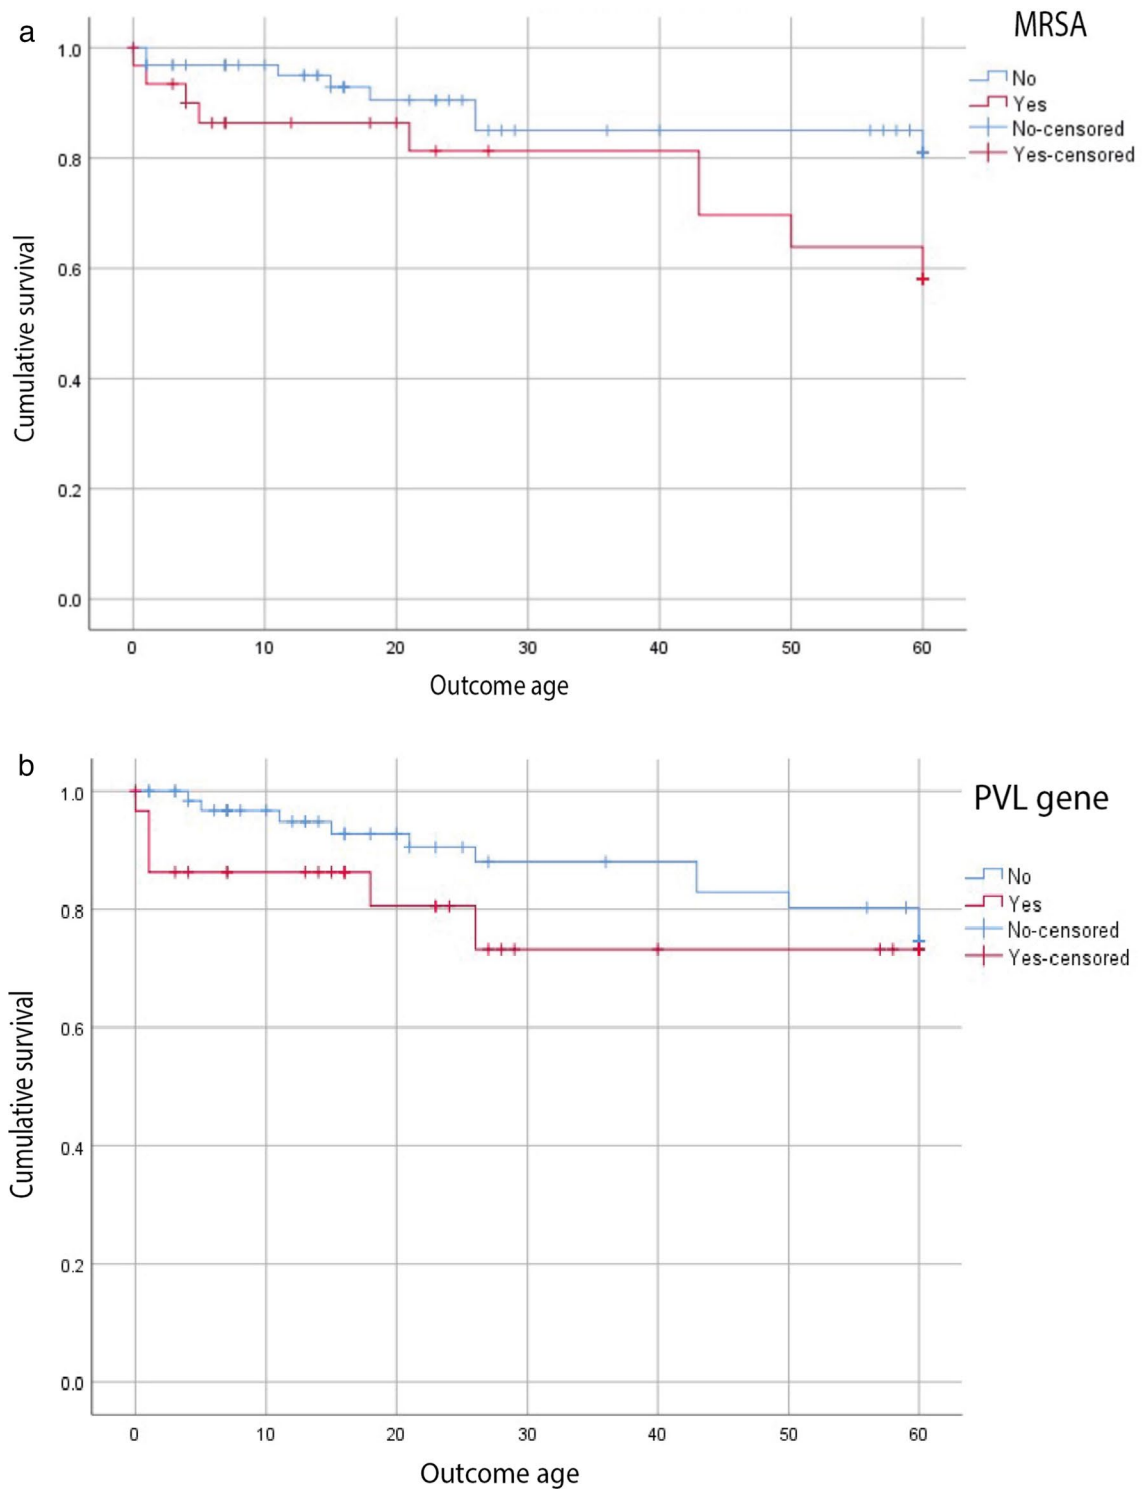 a
MRSA
No
Yes
No-censored
Yes-censored
1.0
0.8
0.6
0.4
0.2
0.0
Cumulative survival
0 10 20 30 40 50 60
Outcome age
b
PVL gene
No
Yes
No-censored
Yes-censored
1.0
0.8
0.6
0.4
0.2
0.0
Cumulative survival
0 10 20 30 40 50 60
Outcome age